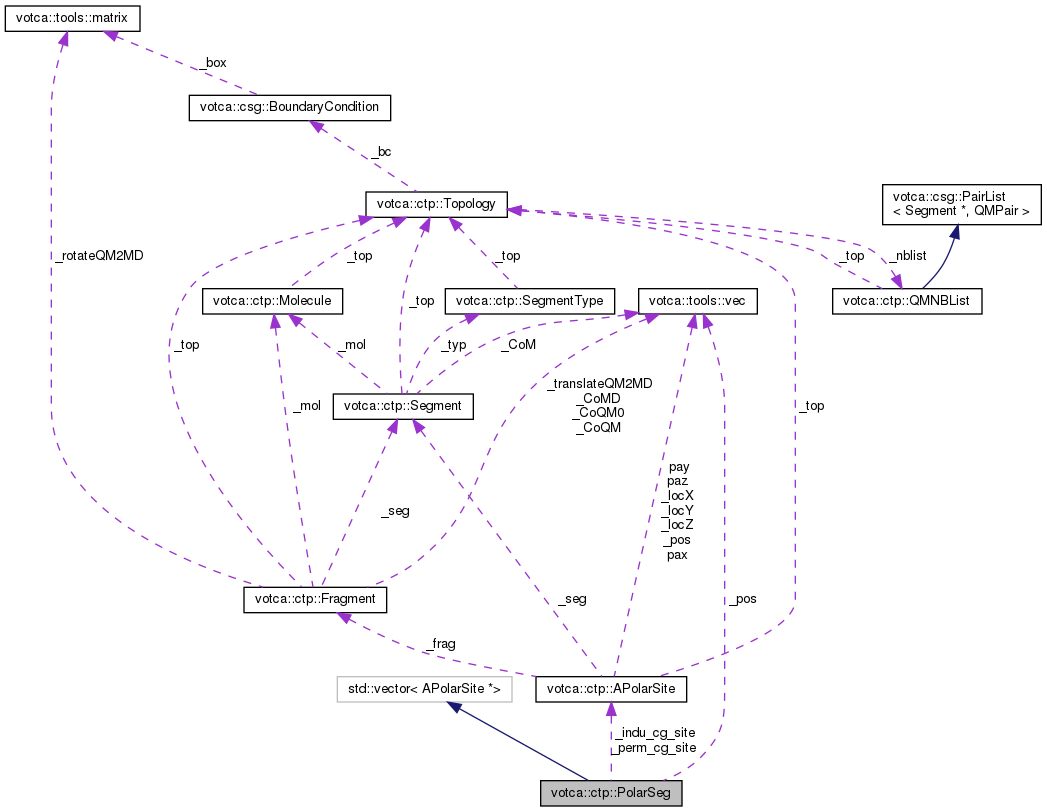 votca::tools::matrix
_box
votca::csg::BoundaryCondition
_bc
votca::ctp::Topology
votca::csg::PairList
< Segment *, QMPair >
_rotateQM2MD
_top
_top
_top
_nblist
votca::ctp::Molecule
votca::ctp::SegmentType
votca::tools::vec
votca::ctp::QMNBList
_top
_top
_mol
_typ
_CoM
_translateQM2MD
_CoMD
_CoQM0
_CoQM
_mol
votca::ctp::Segment
_top
pay
paz
_locX
_locY
_locZ
_pos
pax
_seg
votca::ctp::Fragment
_seg
_pos
_frag
std::vector< APolarSite *>
votca::ctp::APolarSite
_indu_cg_site
_perm_cg_site
votca::ctp::PolarSeg